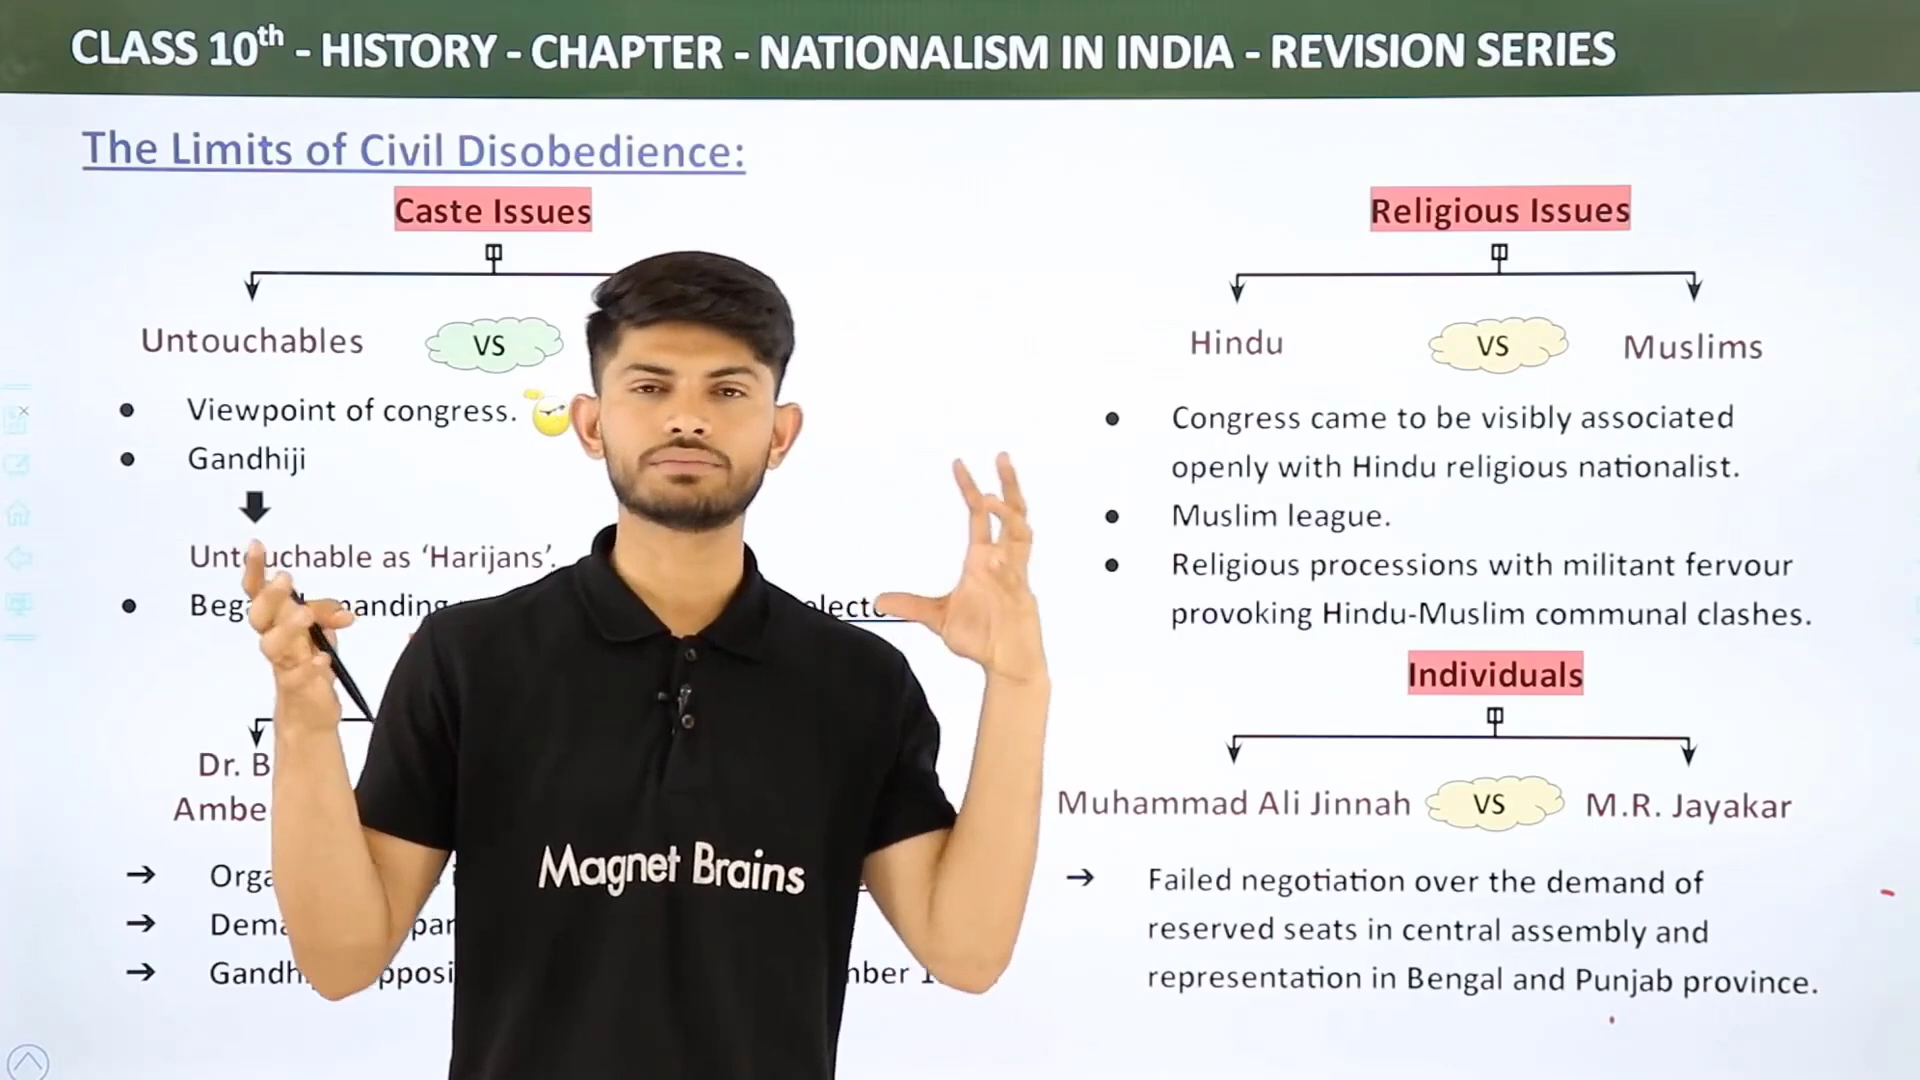 CLASS 10th - HISTORY - CHAPTER - NATIONALISM IN INDIA - REVISION SERIES
The Limits of Civil Disobedience:
Caste Issues
Untouchables VS
• Viewpoint of congress.
• Gandhiji
Untouchable as ‘Harijans’.
Dr. B
Religious Issues
Hindu VS Muslims
• Congress came to be visibly associated
openly with Hindu religious nationalist.
• Muslim league.
• Religious processions with militant fervour
provoking Hindu-Muslim communal clashes.
Individuals
Muhammad Ali Jinnah VS M.R. Jayakar
→ Failed negotiation over the demand of
reserved seats in central assembly and
representation in Bengal and Punjab province.
Magnet Brains